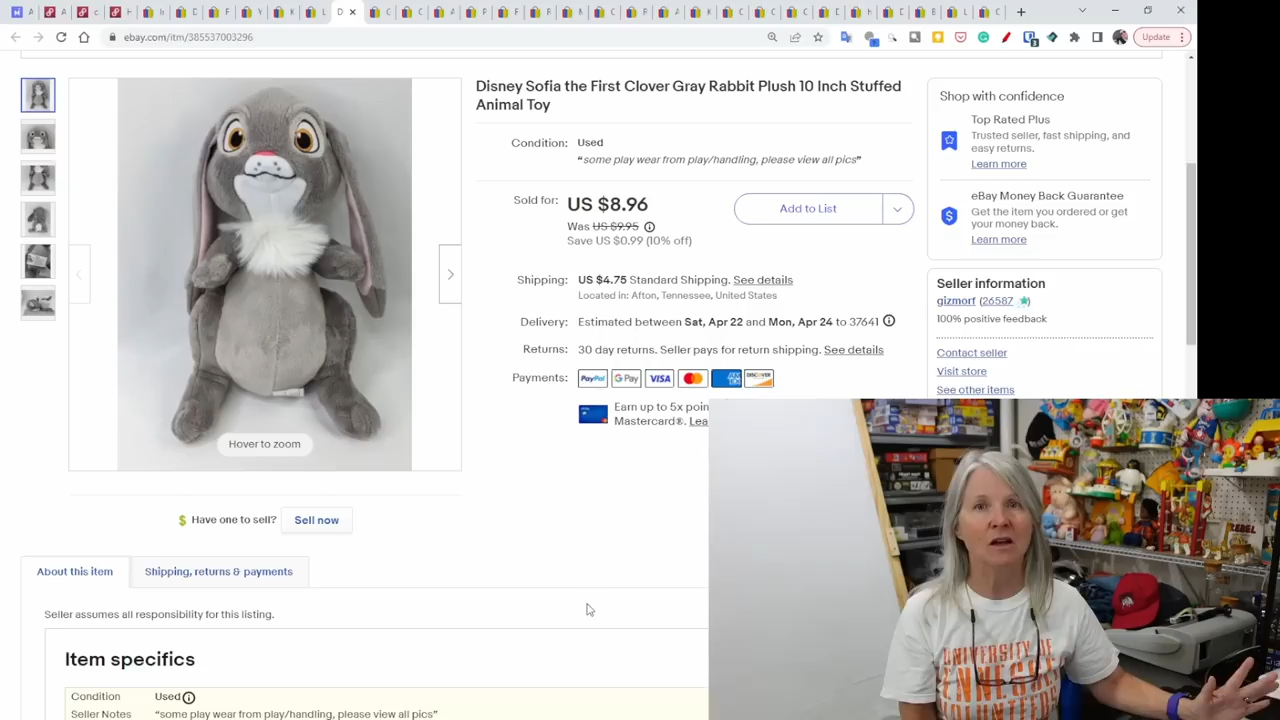 ebay.com/itm/385537003296
Update
Disney Sofia the First Clover Gray Rabbit Plush 10 Inch Stuffed
Animal Toy
Condition: Used
“some play wear from play/handling, please view all pics”
Sold for: US $8.96
Was US $9.95
Save US $0.99 (10% off)
Add to List
Shipping: US $4.75 Standard Shipping. See details
Located in: Afton, Tennessee, United States
Delivery: Estimated between Sat, Apr 22 and Mon, Apr 24 to 37641
Returns: 30 day returns. Seller pays for return shipping. See details
Payments: PayPal G Pay VISA DISCOVER
Earn up to 5x poin
Mastercard®. Lea
Shop with confidence
Top Rated Plus
Trusted seller, fast shipping, and
easy returns.
Learn more
eBay Money Back Guarantee
Get the item you ordered or get
your money back.
Learn more
Seller information
gizmorf (26587)
100% positive feedback
Contact seller
Visit store
See other items
Hover to zoom
Have one to sell? Sell now
About this item
Shipping, returns & payments
Seller assumes all responsibility for this listing.
Item specifics
Condition Used
Seller Notes “some play wear from play/handling, please view all pics”
REBEL
UNIVERSITY OF